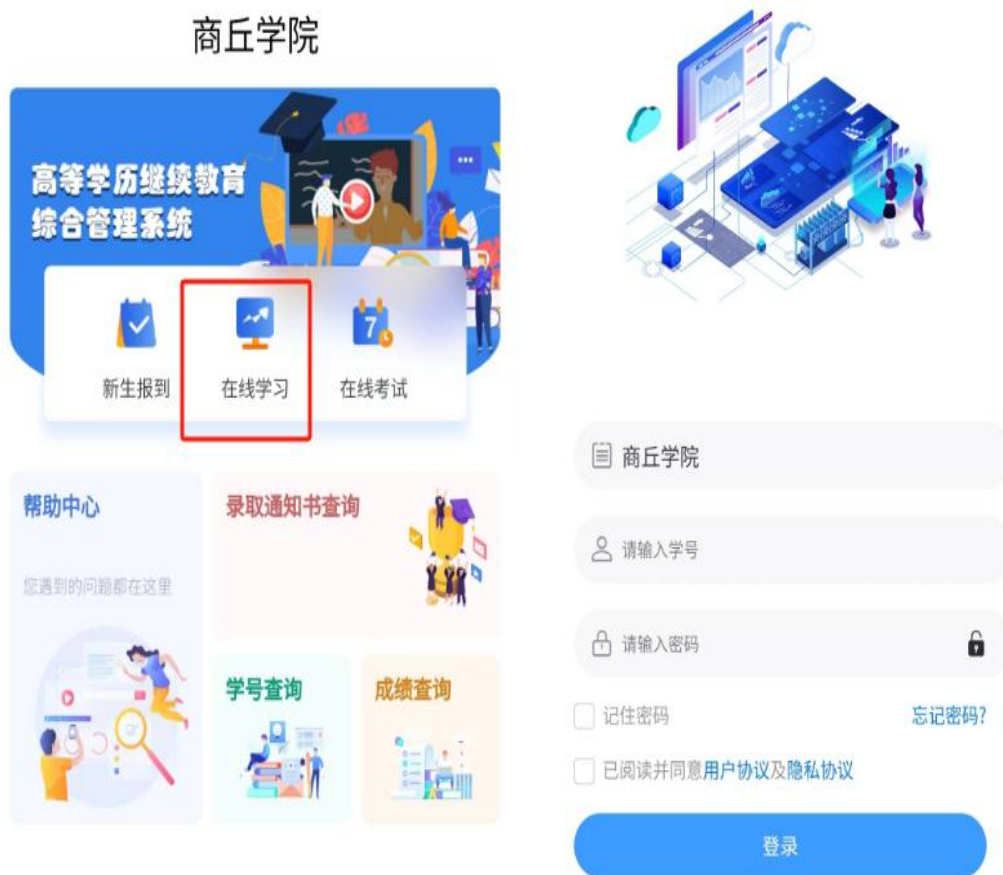 商丘学院
高等学历继续教育
综合管理系统
7
新生报到
在线学习
在线考试
帮助中心
您遇到的问题都在这里
录取通知书查询
学号查询
成绩查询
商丘学院
请输入学号
请输入密码
记住密码
忘记密码?
已阅读并同意用户协议及隐私协议
登录